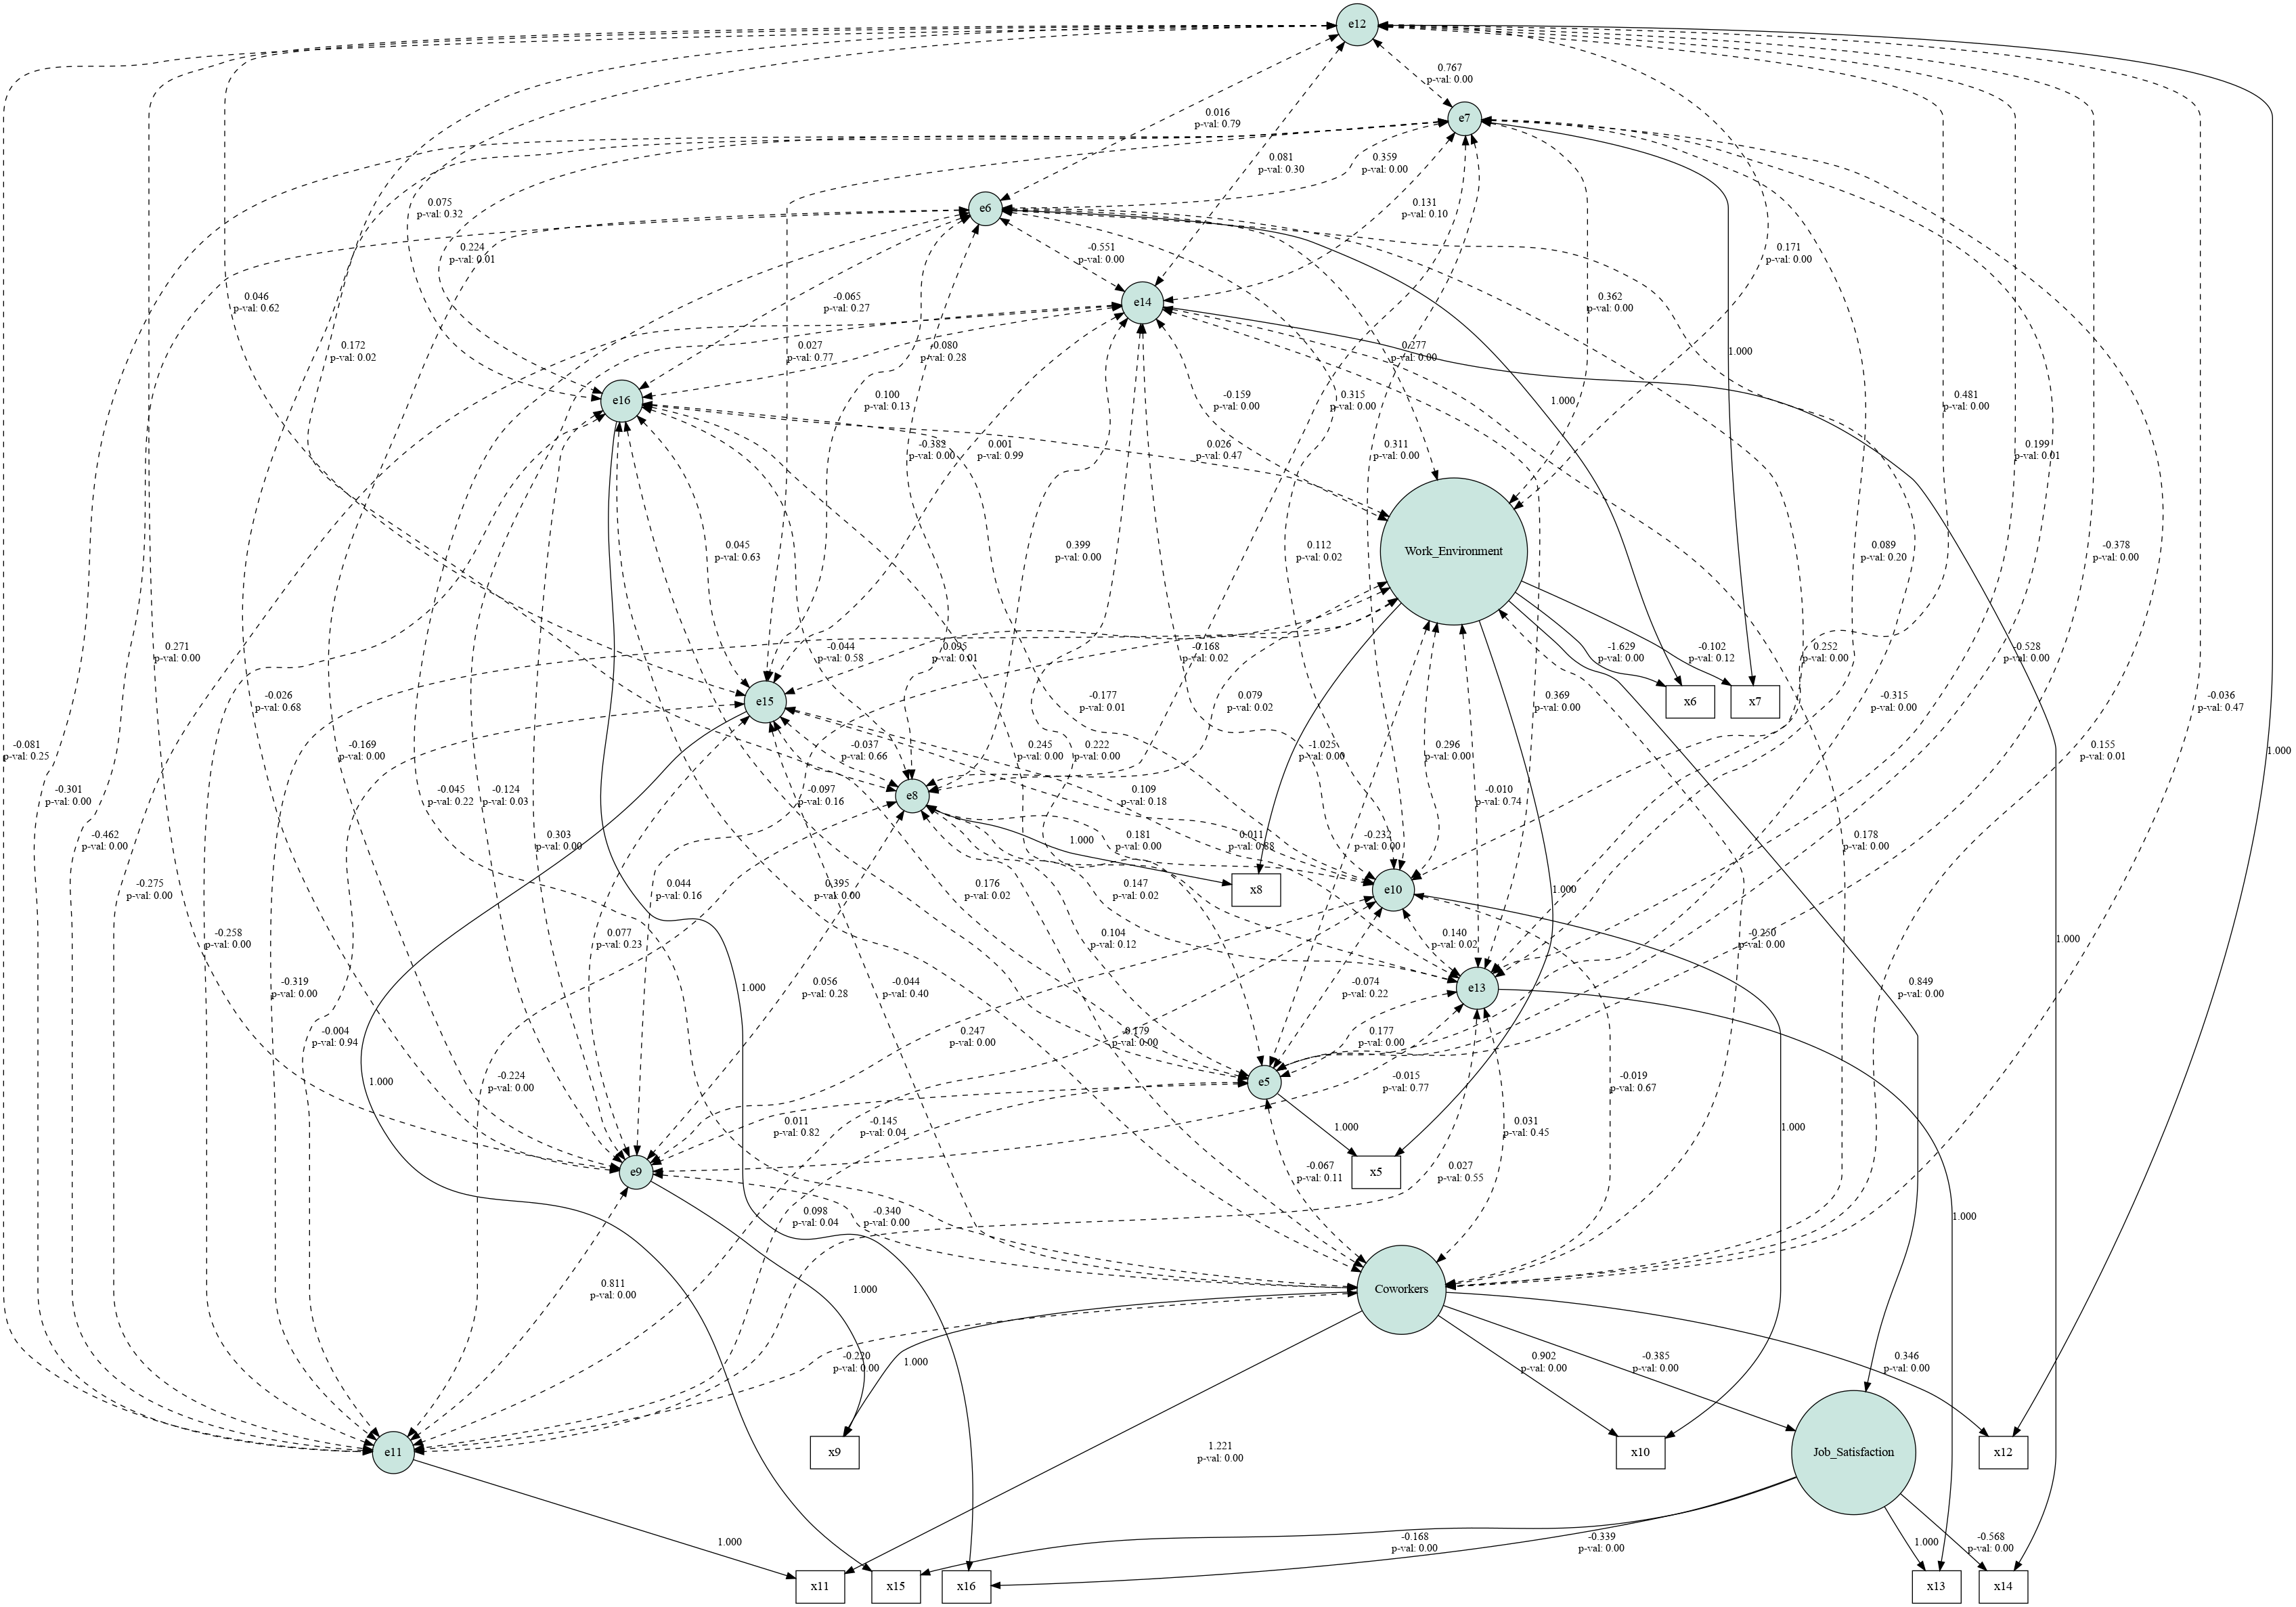 e12
0.767
p-val: 0.00
e7
0.016
p-val: 0.79
0.081
p-val: 0.30
0.359
p-val: 0.00
e6
0.075
p-val: 0.32
0.131
p-val: 0.10
0.224
p-val: 0.01
-0.551
p-val: 0.00
0.171
p-val: 0.00
e14
0.046
p-val: 0.62
-0.065
p-val: 0.27
0.362
p-val: 0.00
0.172
p-val: 0.02
0.027
p-val: 0.77
0.080
p-val: 0.28
0.277
p-val: 0.00
1.000
e16
0.100
p-val: 0.13
-0.159
p-val: 0.00
0.315
p-val: 0.00
1.000
0.481
p-val: 0.00
-0.382
p-val: 0.00
0.001
p-val: 0.99
0.026
p-val: 0.47
0.311
p-val: 0.00
0.199
p-val: 0.01
Work_Environment
0.045
p-val: 0.63
0.399
p-val: 0.00
0.112
p-val: 0.02
0.089
p-val: 0.20
-0.378
p-val: 0.00
-0.044
p-val: 0.58
0.095
p-val: 0.01
-0.168
p-val: 0.02
-1.629
p-val: 0.00
-0.102
p-val: 0.12
0.252
p-val: 0.00
-0.528
p-val: 0.00
e15
-0.026
p-val: 0.68
-0.177
p-val: 0.01
0.079
p-val: 0.02
0.369
p-val: 0.00
x6
x7
-0.315
p-val: 0.00
-0.036
p-val: 0.47
0.271
p-val: 0.00
-0.081
p-val: 0.25
-0.169
p-val: 0.00
-0.037
p-val: 0.66
0.245
p-val: 0.00
0.222
p-val: 0.00
-1.025
p-val: 0.00
0.296
p-val: 0.00
0.155
p-val: 0.01
1.000
-0.301
p-val: 0.00
-0.045
p-val: 0.22
-0.124
p-val: 0.03
-0.097
p-val: 0.16
e8
0.109
p-val: 0.18
-0.010
p-val: 0.74
-0.462
p-val: 0.00
0.303
p-val: 0.00
1.000
0.181
p-val: 0.00
0.011
p-val: 0.88
-0.232
p-val: 0.00
0.178
p-val: 0.00
-0.275
p-val: 0.00
0.044
p-val: 0.16
0.395
p-val: 0.00
0.176
p-val: 0.02
0.147
p-val: 0.02
x8
e10
1.000
-0.258
p-val: 0.00
0.077
p-val: 0.23
0.104
p-val: 0.12
0.140
p-val: 0.02
-0.250
p-val: 0.00
1.000
-0.319
p-val: 0.00
1.000
0.056
p-val: 0.28
-0.044
p-val: 0.40
-0.074
p-val: 0.22
e13
0.849
p-val: 0.00
-0.004
p-val: 0.94
0.247
p-val: 0.00
-0.179
p-val: 0.00
0.177
p-val: 0.00
1.000
-0.224
p-val: 0.00
e5
-0.015
p-val: 0.77
-0.019
p-val: 0.67
0.011
p-val: 0.82
-0.145
p-val: 0.04
1.000
0.031
p-val: 0.45
1.000
e9
-0.067
p-val: 0.11
x5
0.027
p-val: 0.55
0.098
p-val: 0.04
-0.340
p-val: 0.00
1.000
0.811
p-val: 0.00
1.000
Coworkers
-0.220
p-val: 0.00
1.000
0.902
p-val: 0.00
-0.385
p-val: 0.00
0.346
p-val: 0.00
e11
x9
1.221
p-val: 0.00
x10
Job_Satisfaction
x12
1.000
-0.168
p-val: 0.00
-0.339
p-val: 0.00
1.000
-0.568
p-val: 0.00
x11
x15
x16
x13
x14